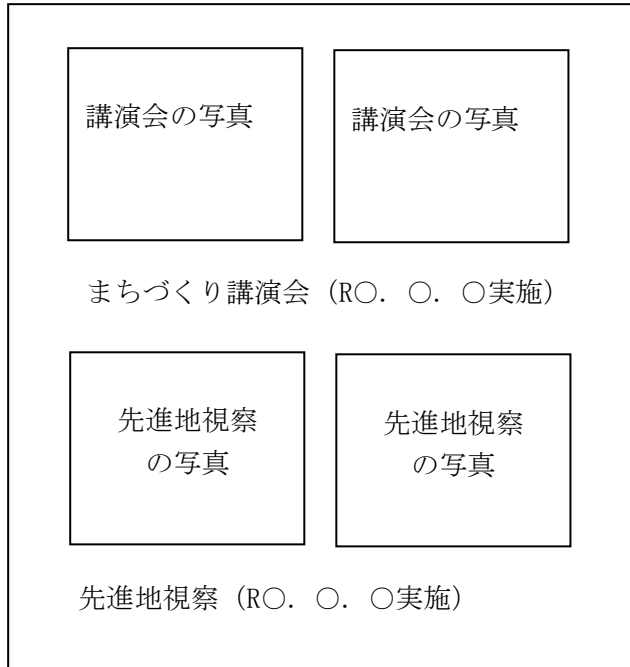 講演会の写真
講演会の写真
まちづくり講演会（R○．○．○実施）
先進地視察
の写真
先進地視察
の写真
先進地視察（R○．○．○実施）